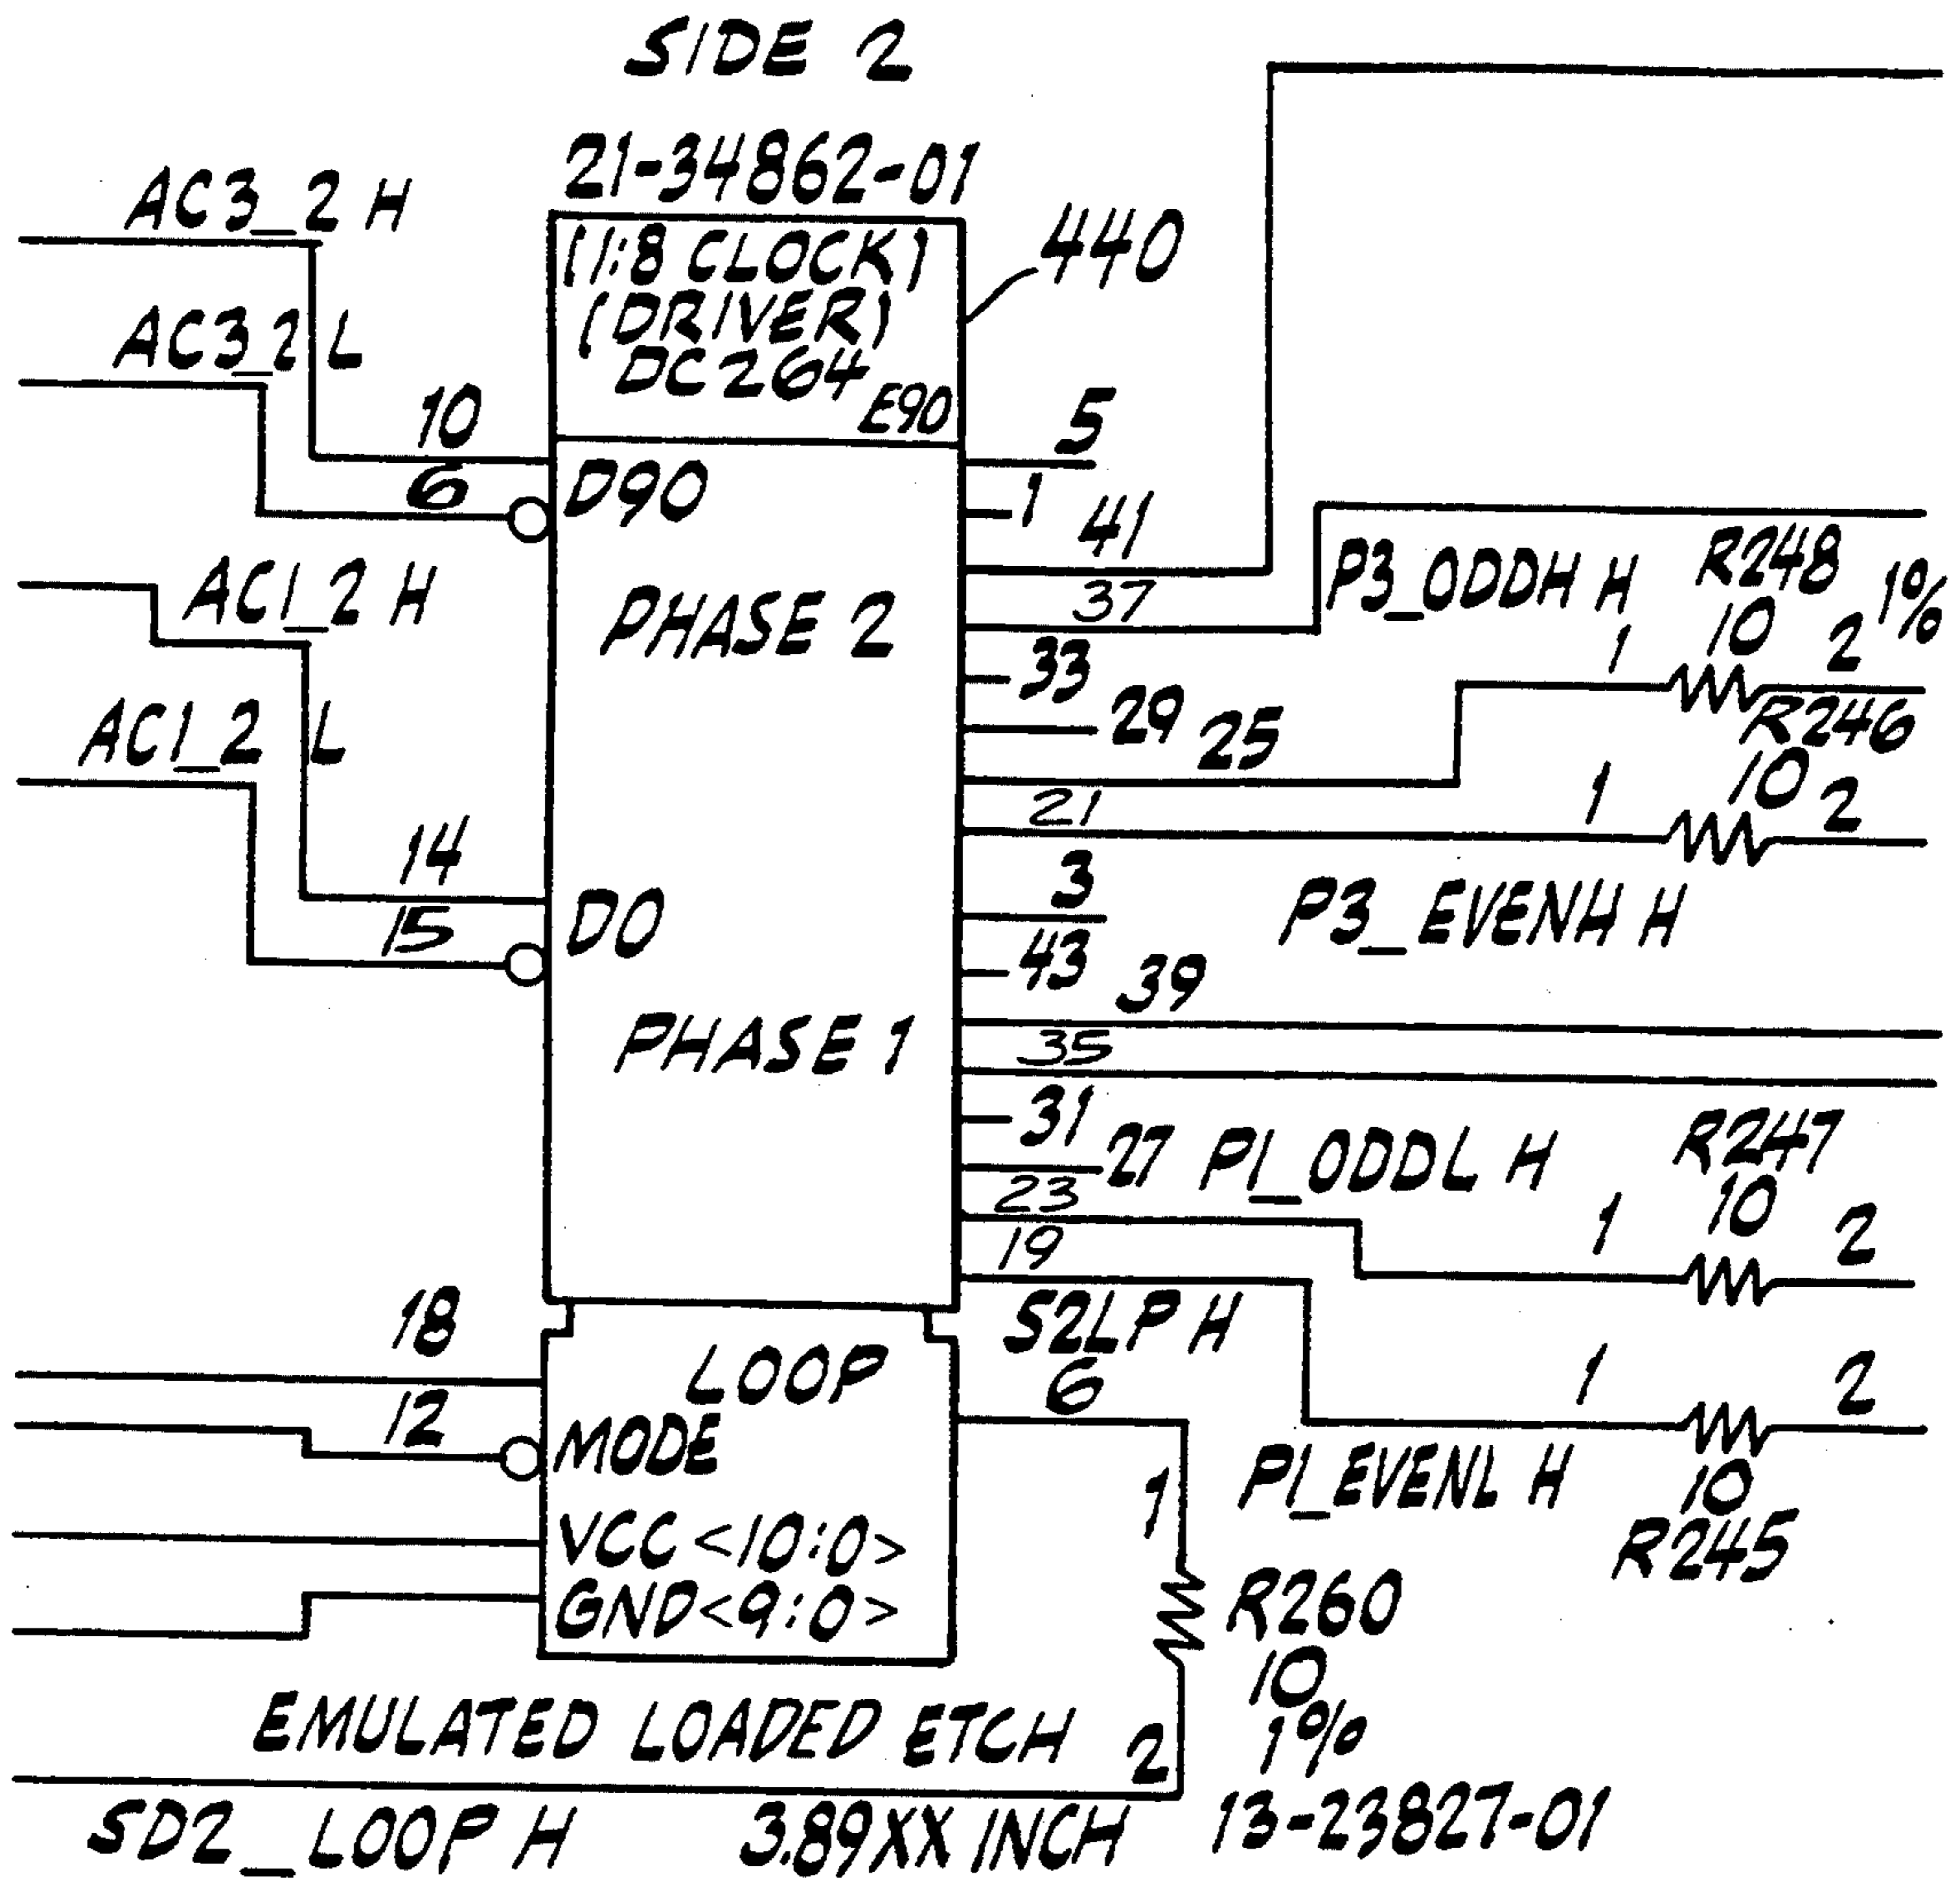 SIDE 2
21-34862-01
AC3_2 H
(1:8 CLOCK)
440
(DRIVER)
AC3_2 L
DC264
E90
10
5
6
D90
1
41
AC1_2 H
37
P3_ODDH H
R248
1%
PHASE 2
10
1
2
33
29
25
R246
AC1_2 L
10
1
2
21
14
3
15
D0
P3_EVENH H
43
39
PHASE 1
35
31
27
P1_ODDL H
R247
23
10
1
2
19
18
S2LP H
LOOP
6
1
2
12
MODE
1
P1_EVENL H
10
VCC <10:0>
R245
GND <9:0>
R260
10
1%
EMULATED LOADED ETCH
2
SD2_LOOP H
3.89XX INCH
13-23827-01